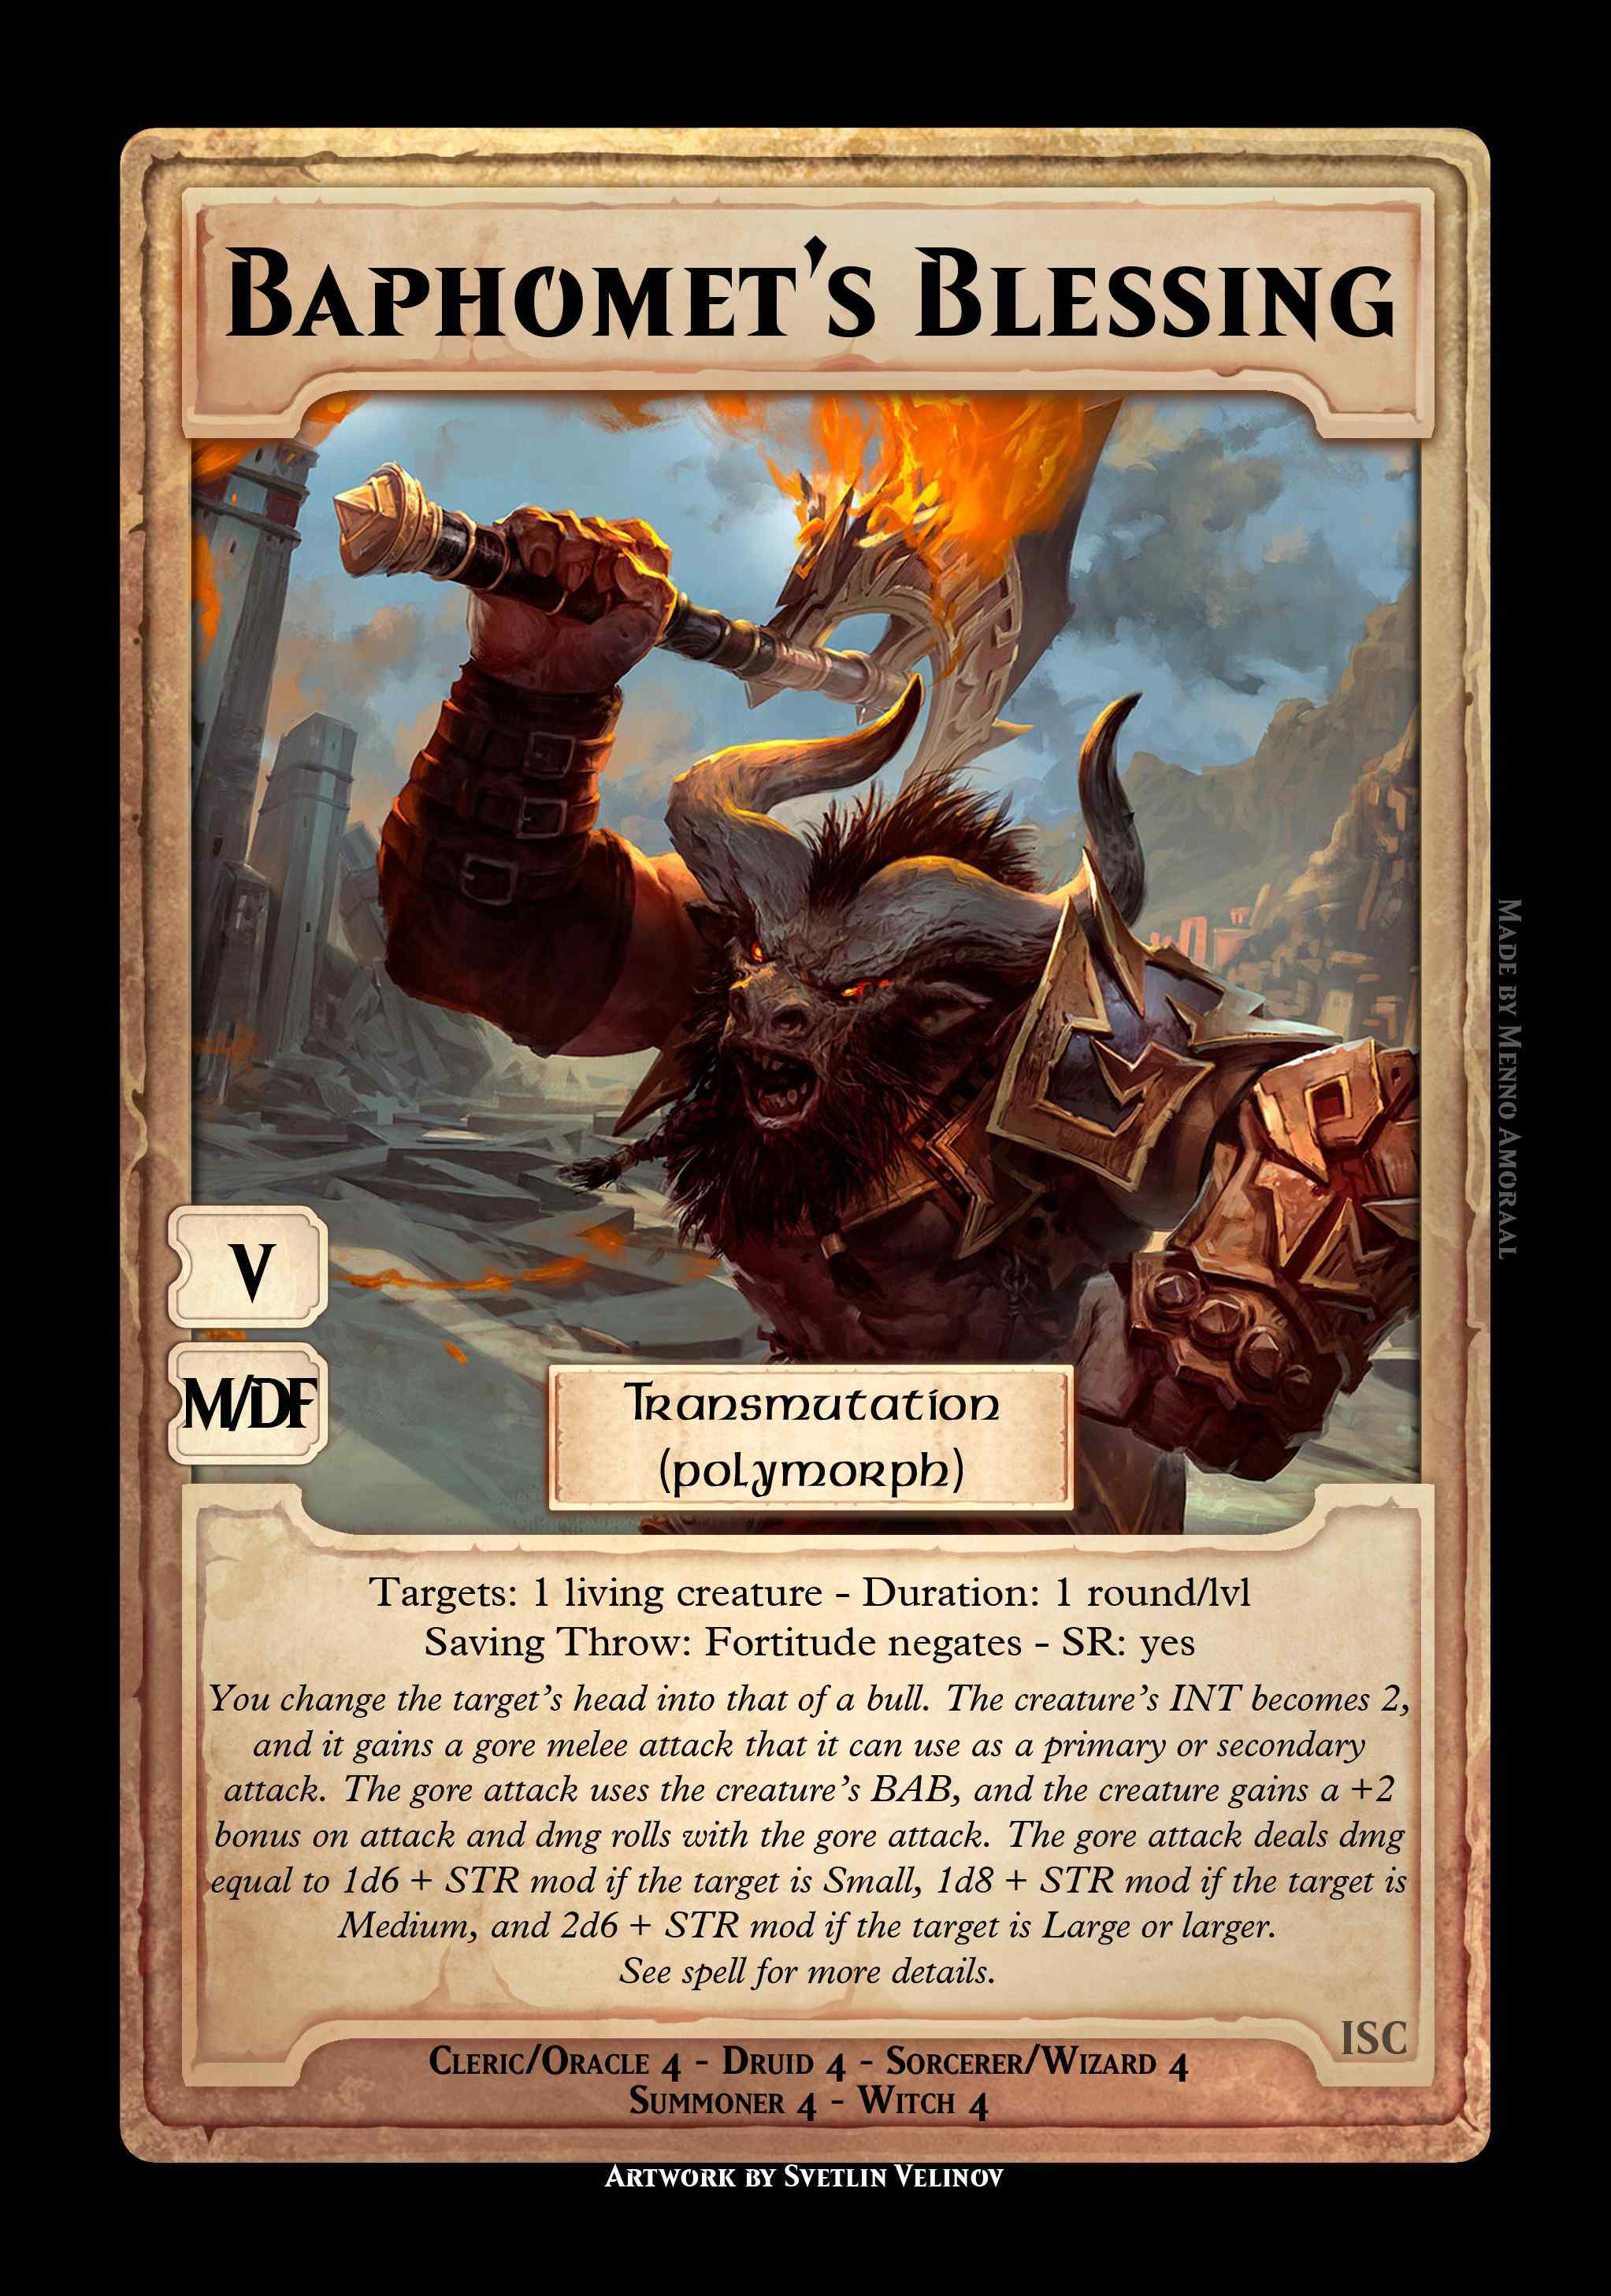 Baphomet's Blessing
V
M/DF
Transmutation
(polymorph)
Targets: 1 living creature - Duration: 1 round/lvl
Saving Throw: Fortitude negates - SR: yes
You change the target's head into that of a bull. The creature's INT becomes 2,
and it gains a gore melee attack that it can use as a primary or secondary
attack. The gore attack uses the creature's BAB, and the creature gains a +2
bonus on attack and dmg rolls with the gore attack. The gore attack deals dmg
equal to 1d6 + STR mod if the target is Small, 1d8 + STR mod if the target is
Medium, and 2d6 + STR mod if the target is Large or larger.
See spell for more details.
ISC
Cleric/Oracle 4 - Druid 4 - Sorcerer/Wizard 4
Summoner 4 - Witch 4
Artwork by Svetlin Velinov
Made by Menno Amoraal